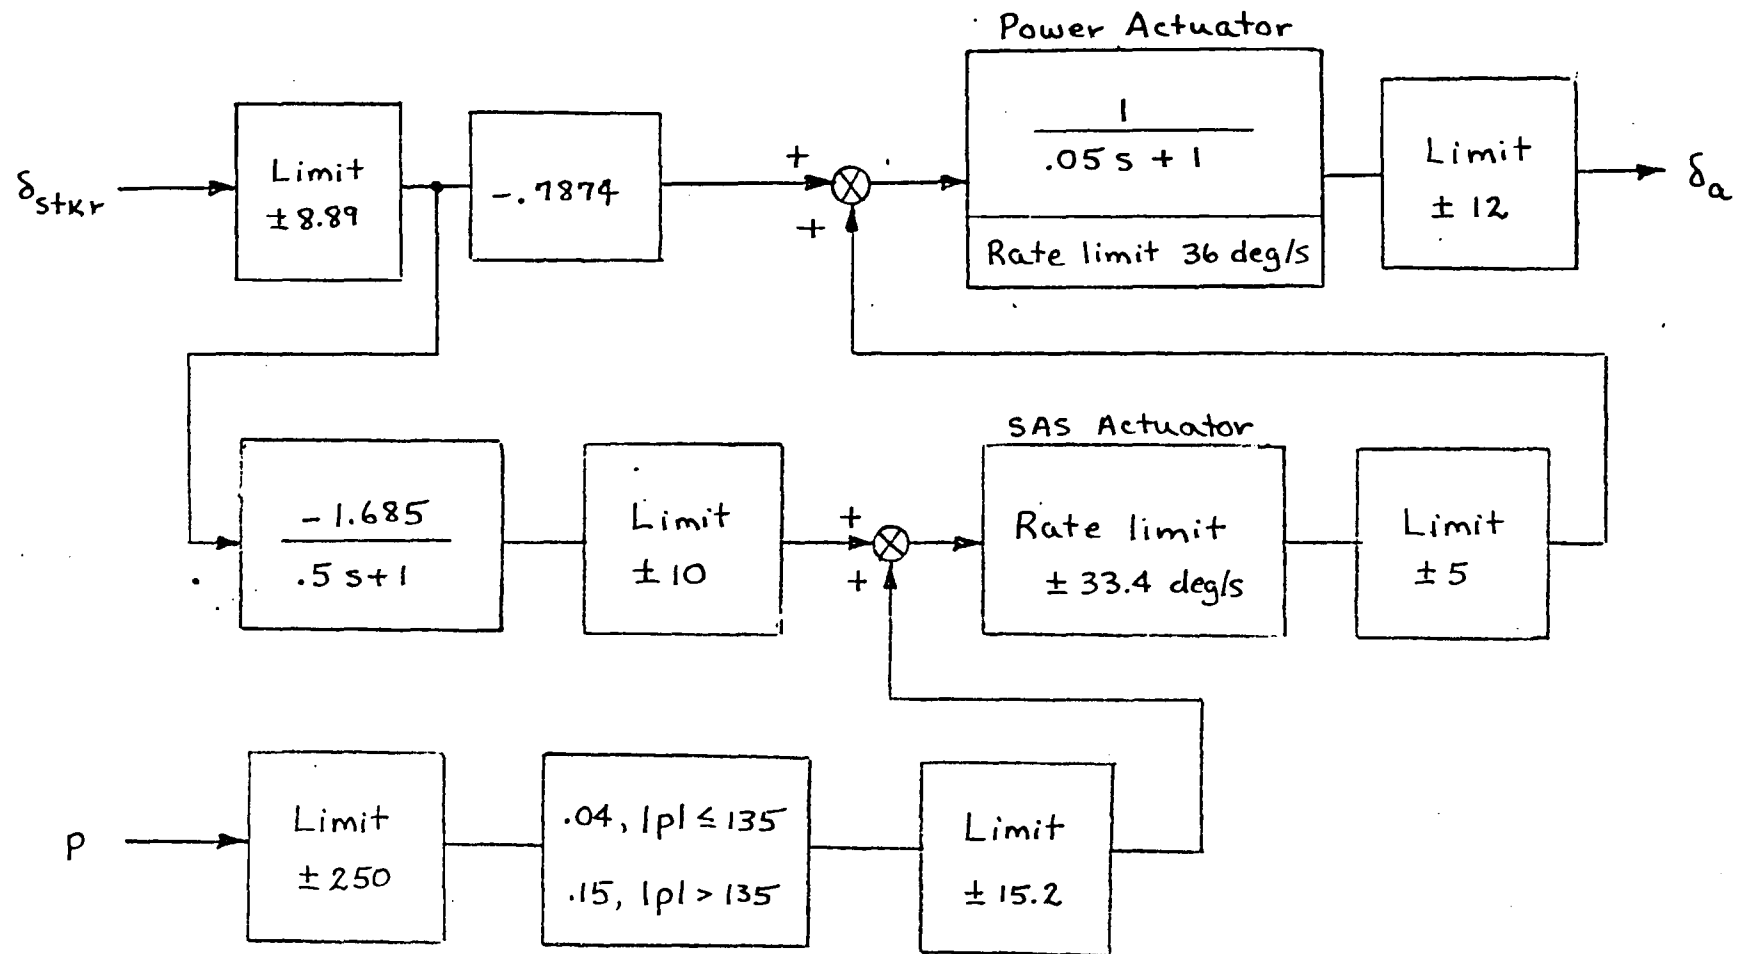 Power Actuator
δstkr
Limit
±8.89
-.7874
+
+
1
.05 s + 1
Rate limit 36 deg/s
Limit
± 12
δa
SAS Actuator
-1.685
.5 s+1
Limit
±10
+
+
Rate limit
± 33.4 deg/s
Limit
±5
P
Limit
±250
.04, |p| ≤ 135
.15, |p| > 135
Limit
±15.2